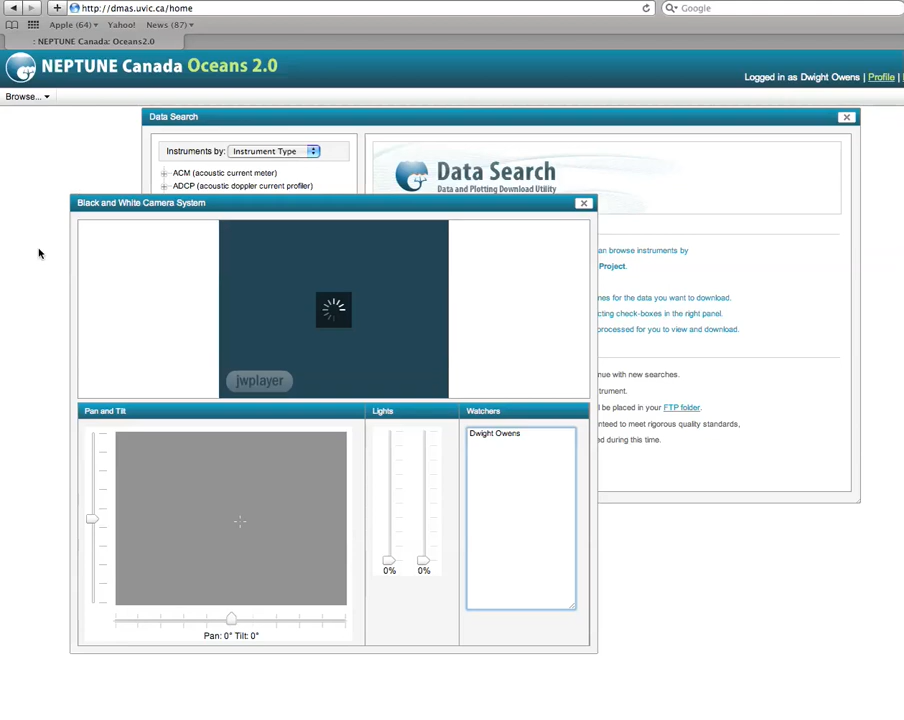 http://dmas.uvic.ca/home
Google
Apple (64)
Yahoo!
News (87)
: NEPTUNE Canada: Oceans2.0
NEPTUNE Canada Oceans 2.0
Logged in as Dwight Owens | Profile |
Browse...
Data Search
Instruments by: Instrument Type
ACM (acoustic current meter)
ADCP (acoustic doppler current profiler)
Data Search
Data and Plotting Download Utility
Black and White Camera System
an browse instruments by
Project.
nes for the data you want to download.
cting check-boxes in the right panel.
processed for you to view and download.
nue with new searches.
trument.
l be placed in your FTP folder.
nteed to meet rigorous quality standards,
ed during this time.
jwplayer
Pan and Tilt
Lights
Watchers
Dwight Owens
0%
0%
Pan: 0° Tilt: 0°